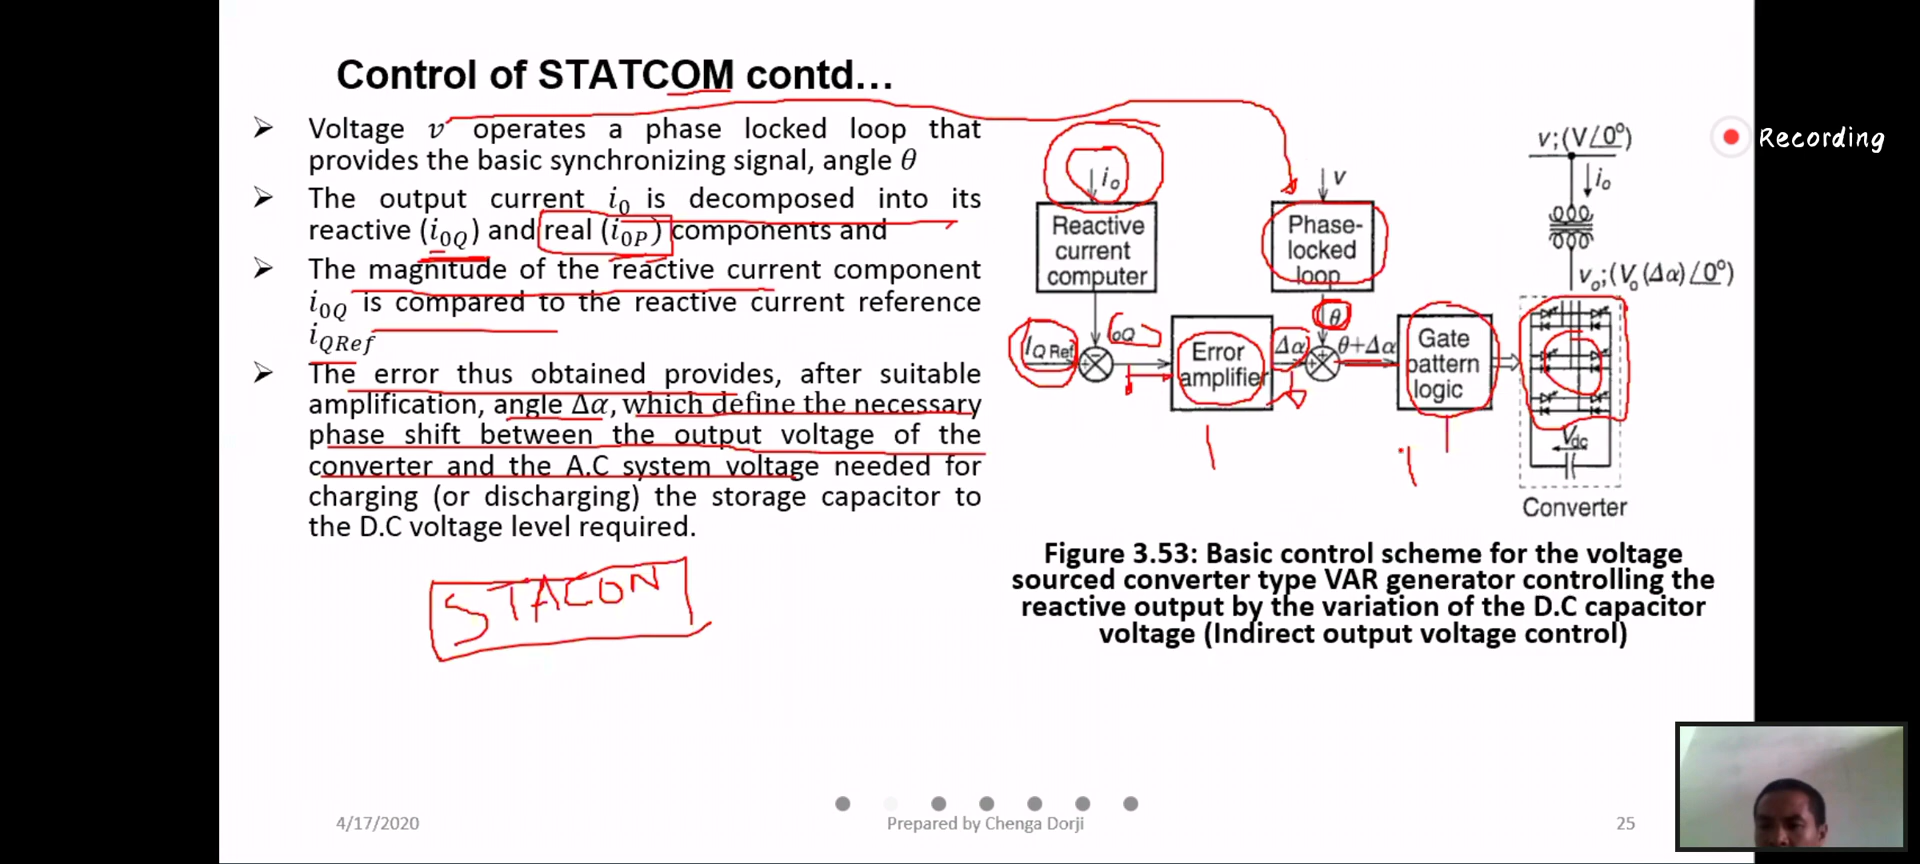 Control of STATCOM contd...
➢ Voltage v operates a phase locked loop that
provides the basic synchronizing signal, angle θ
➢ The output current i₀ is decomposed into its
reactive (i₀Q) and real (i₀P) components and
➢ The magnitude of the reactive current component
i₀Q is compared to the reactive current reference
iQRef
➢ The error thus obtained provides, after suitable
amplification, angle Δα, which define the necessary
phase shift between the output voltage of the
converter and the A.C system voltage needed for
charging (or discharging) the storage capacitor to
the D.C voltage level required.
STACON
io
Reactive
current
computer
v
Phase-
locked
loop
θ
IQ Ref
IoQ
Error
amplifier
Δα
θ+Δα
Gate
pattern
logic
v;(V/0°)
io
vo;(Vo(Δα)/0°)
Vdc
Converter
Figure 3.53: Basic control scheme for the voltage
sourced converter type VAR generator controlling the
reactive output by the variation of the D.C capacitor
voltage (Indirect output voltage control)
Recording
4/17/2020
Prepared by Chenga Dorji
25